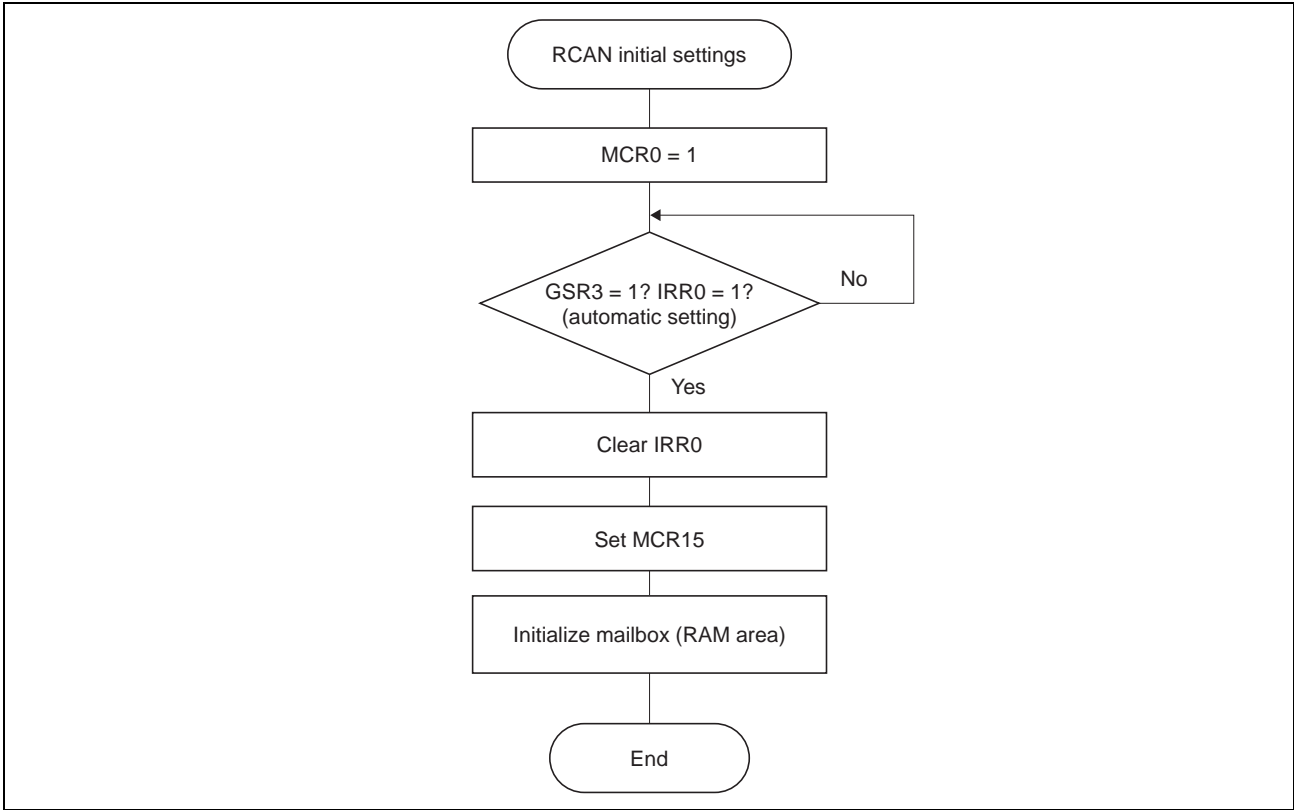 RCAN initial settings
MCR0 = 1
GSR3 = 1? IRR0 = 1?
(automatic setting)
No
Yes
Clear IRR0
Set MCR15
Initialize mailbox (RAM area)
End